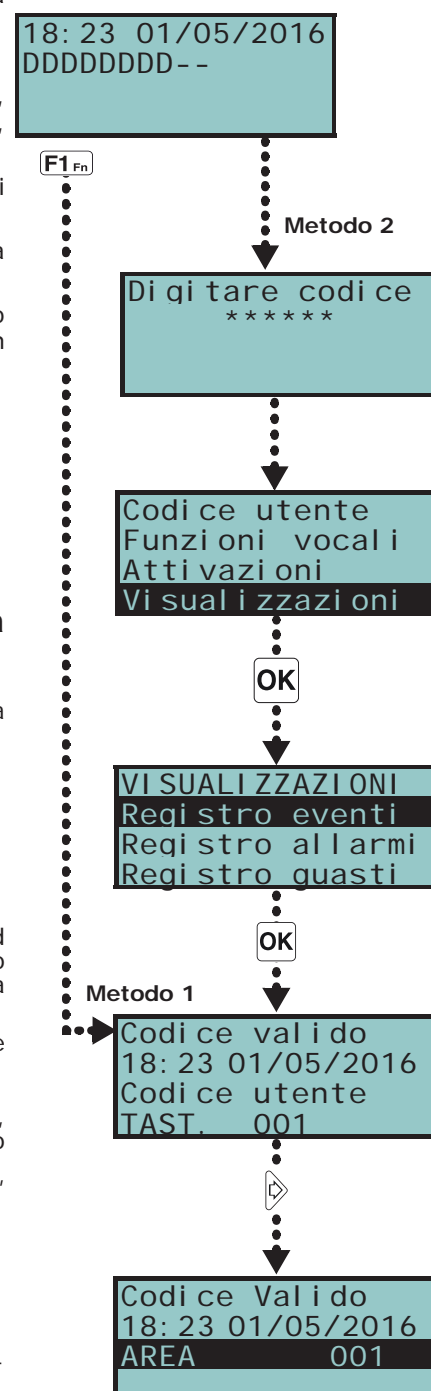 18:23 01/05/2016
DDDDDDDD--
F1 Fn
Metodo 2
Digitare codice
******
Codice utente
Funzioni vocali
Attivazioni
Visualizzazioni
OK
VISUALIZZAZIONI
Registro eventi
Registro allarmi
Registro guasti
OK
Metodo 1
Codice valido
18:23 01/05/2016
Codice utente
TAST. 001
Codice Valido
18:23 01/05/2016
AREA 001